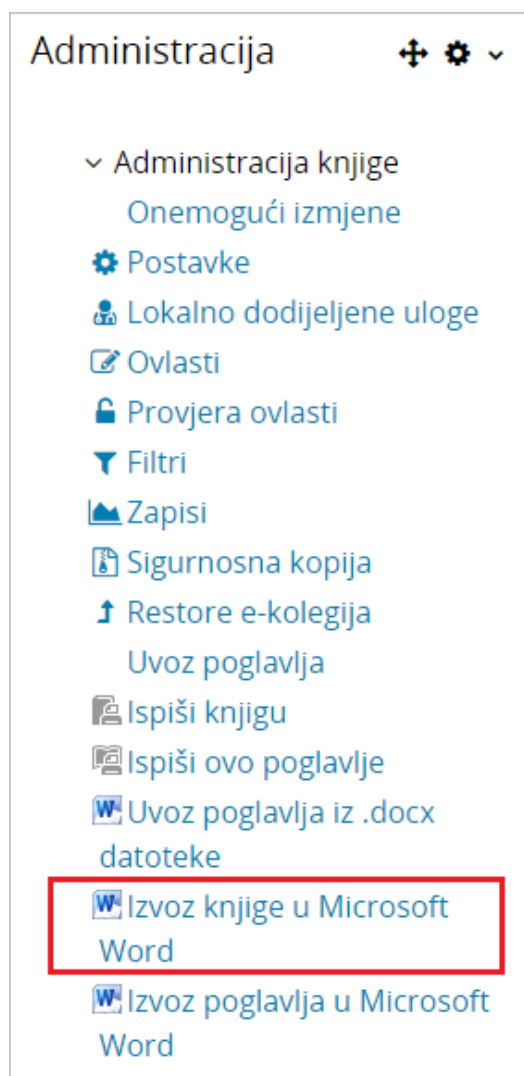 Administracija
Administracija knjige
Onemogući izmjene
Postavke
Lokalno dodijeljene uloge
Ovlasti
Provjera ovlasti
Filtri
Zapisi
Sigurnosna kopija
Restore e-kolegija
Uvoz poglavlja
Ispiši knjigu
Ispiši ovo poglavlje
Uvoz poglavlja iz .docx
datoteke
Izvoz knjige u Microsoft
Word
Izvoz poglavlja u Microsoft
Word